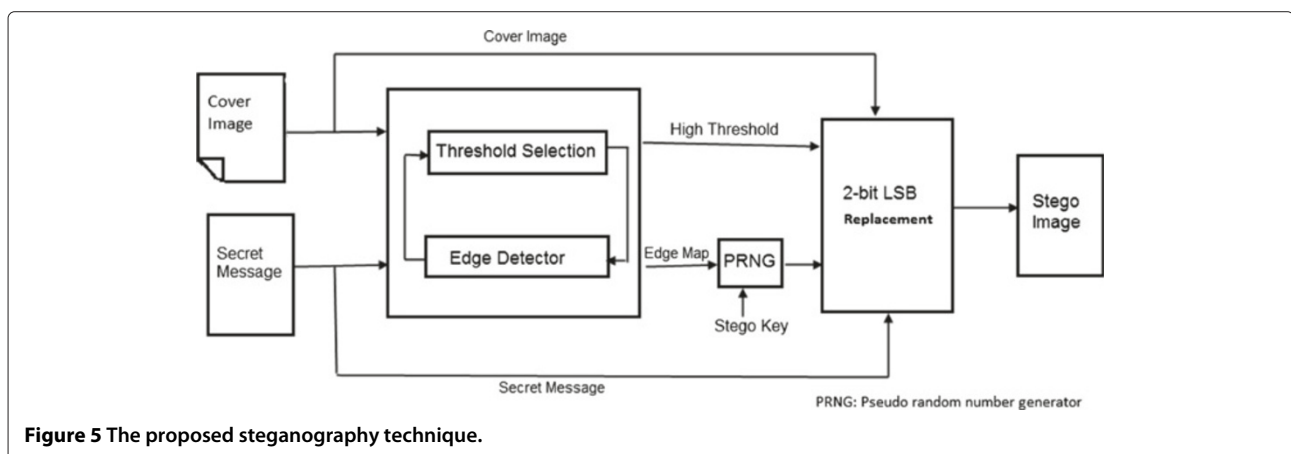 Cover Image
Cover
Image
High Threshold
Threshold Selection
2-bit LSB
Replacement
Stego
Image
Secret
Message
Edge Detector
Edge Map
PRNG
Stego Key
Secret Message
PRNG: Pseudo random number generator
Figure 5 The proposed steganography technique.